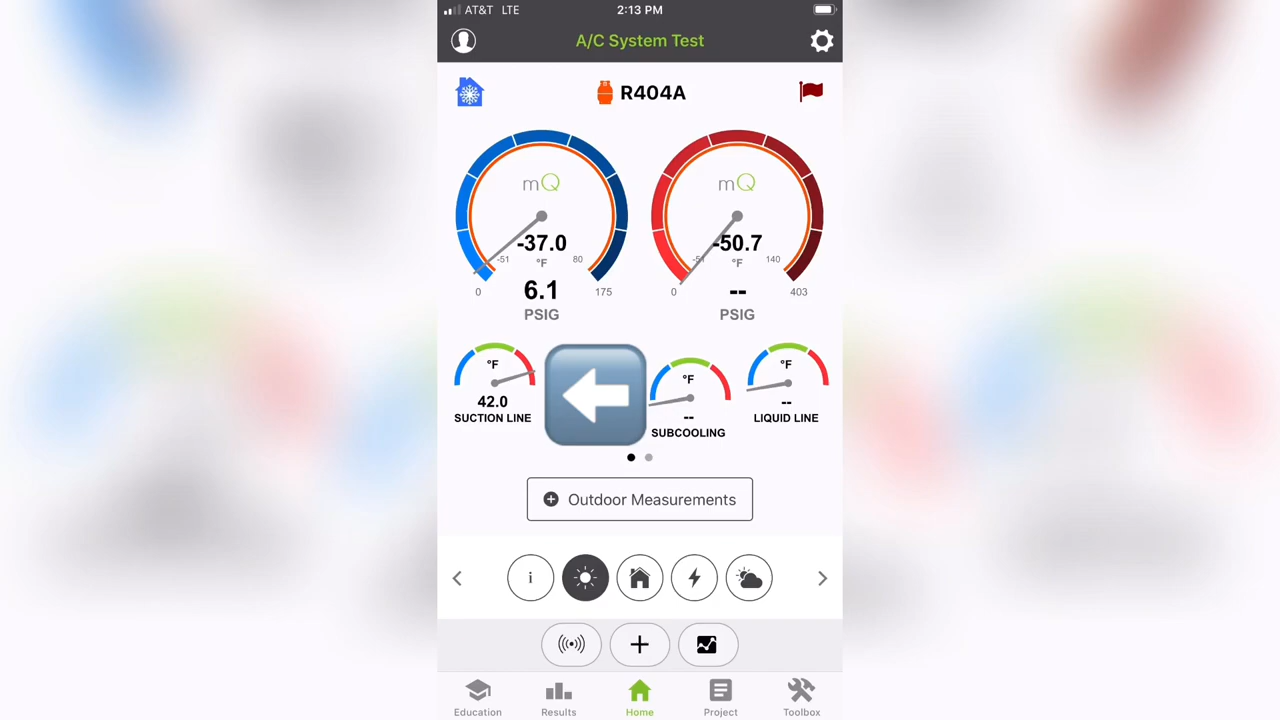 AT&T LTE 2:13 PM
A/C System Test
R404A
mQ mQ
-37.0 -50.7
-51 °F 80 -51 °F 140
0 6.1 175 0 -- 403
PSIG PSIG
°F °F °F
42.0 -- --
SUCTION LINE SUBCOOLING LIQUID LINE
Outdoor Measurements
i
Education Results Home Project Toolbox